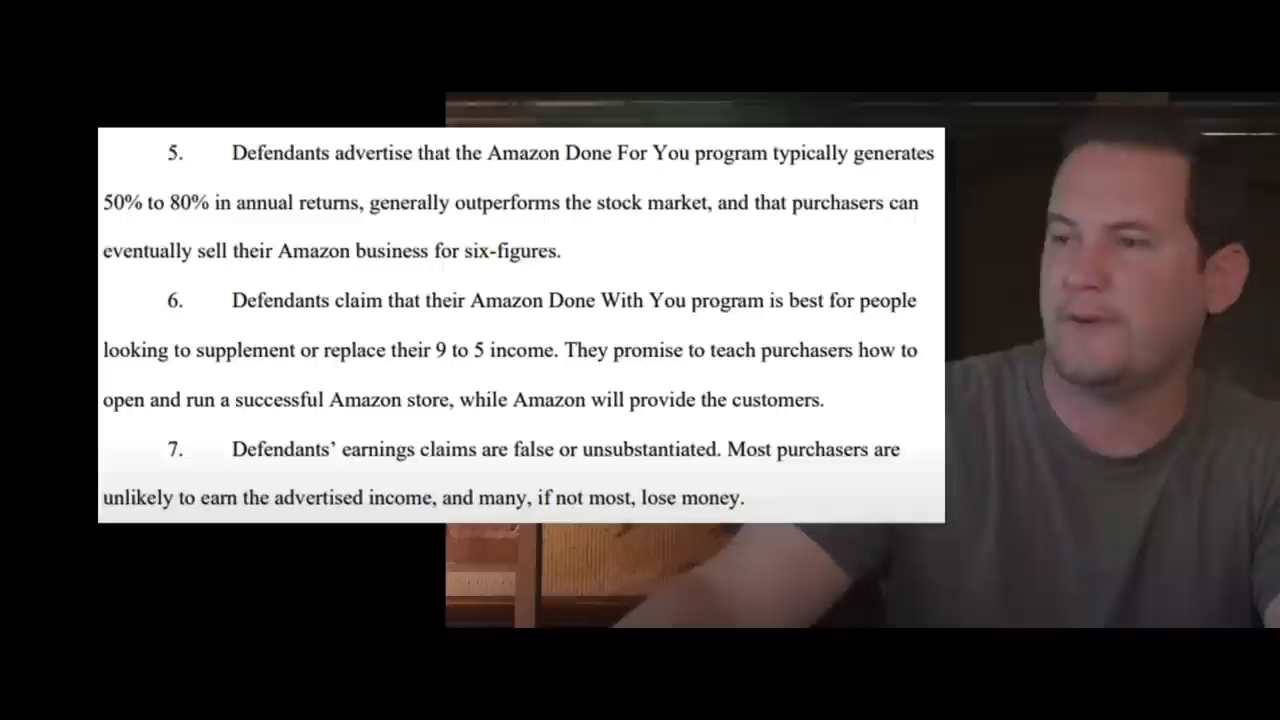 5. Defendants advertise that the Amazon Done For You program typically generates
50% to 80% in annual returns, generally outperforms the stock market, and that purchasers can
eventually sell their Amazon business for six-figures.
6. Defendants claim that their Amazon Done With You program is best for people
looking to supplement or replace their 9 to 5 income. They promise to teach purchasers how to
open and run a successful Amazon store, while Amazon will provide the customers.
7. Defendants’ earnings claims are false or unsubstantiated. Most purchasers are
unlikely to earn the advertised income, and many, if not most, lose money.